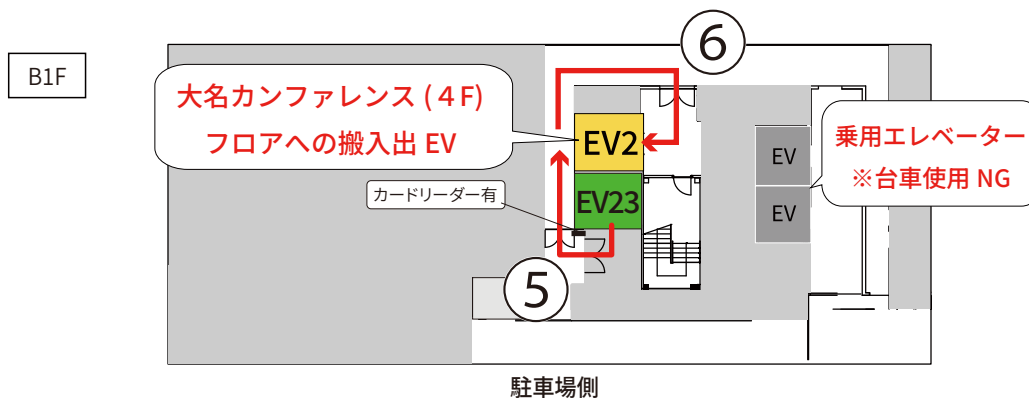 B1F
⑥
大名カンファレンス (４F)
フロアへの搬入出 EV
EV2
EV
乗用エレベーター
※台車使用 NG
カードリーダー有
EV23
EV
⑤
駐車場側